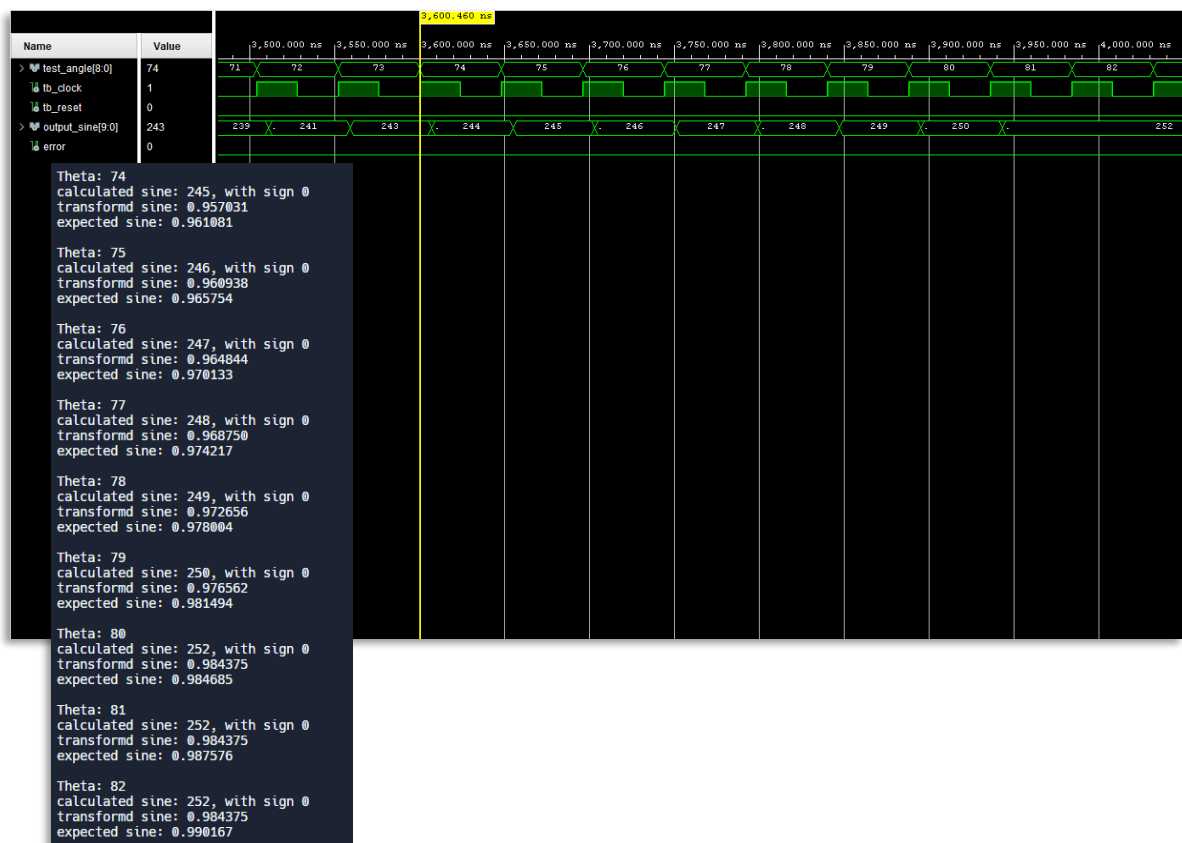 3,600.460 ns
Name Value
3,500.000 ns 3,550.000 ns 3,600.000 ns 3,650.000 ns 3,700.000 ns 3,750.000 ns 3,800.000 ns 3,850.000 ns 3,900.000 ns 3,950.000 ns 4,000.000 ns
> test_angle[8:0] 74 71 72 73 74 75 76 77 78 79 80 81 82
tb_clock 1
tb_reset 0
> output_sine[9:0] 243 239 . 241 243 . 244 245 . 246 247 . 248 249 . 250 . 252
error 0
Theta: 74
calculated sine: 245, with sign 0
transformd sine: 0.957031
expected sine: 0.961081
Theta: 75
calculated sine: 246, with sign 0
transformd sine: 0.960938
expected sine: 0.965754
Theta: 76
calculated sine: 247, with sign 0
transformd sine: 0.964844
expected sine: 0.970133
Theta: 77
calculated sine: 248, with sign 0
transformd sine: 0.968750
expected sine: 0.974217
Theta: 78
calculated sine: 249, with sign 0
transformd sine: 0.972656
expected sine: 0.978004
Theta: 79
calculated sine: 250, with sign 0
transformd sine: 0.976562
expected sine: 0.981494
Theta: 80
calculated sine: 252, with sign 0
transformd sine: 0.984375
expected sine: 0.984685
Theta: 81
calculated sine: 252, with sign 0
transformd sine: 0.984375
expected sine: 0.987576
Theta: 82
calculated sine: 252, with sign 0
transformd sine: 0.984375
expected sine: 0.990167